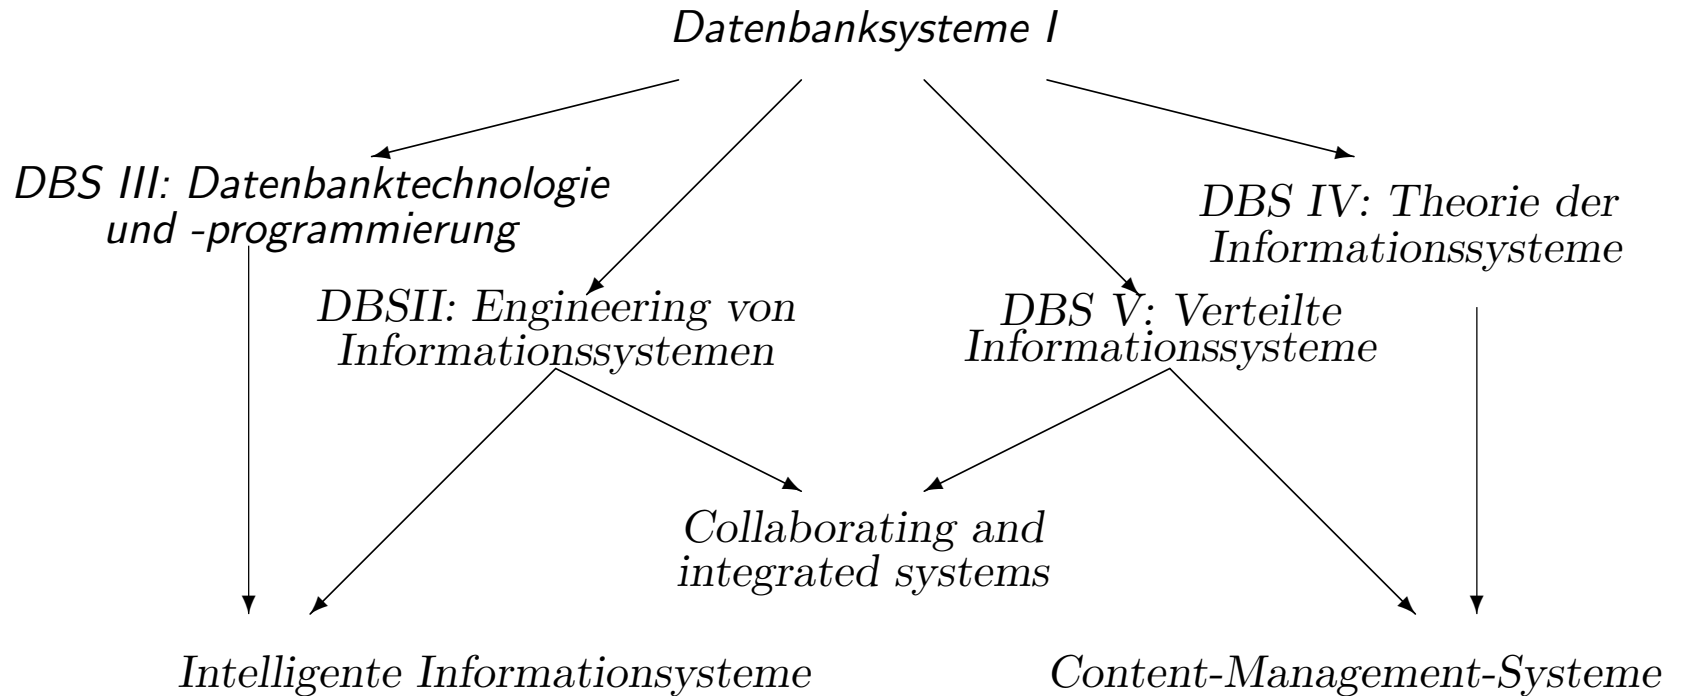 Datenbanksysteme I
DBS III: Datenbanktechnologie
und -programmierung
DBS IV: Theorie der
Informationssysteme
DBSII: Engineering von
Informationssystemen
DBS V: Verteilte
Informationssysteme
Collaborating and
integrated systems
Intelligente Informationsysteme
Content-Management-Systeme